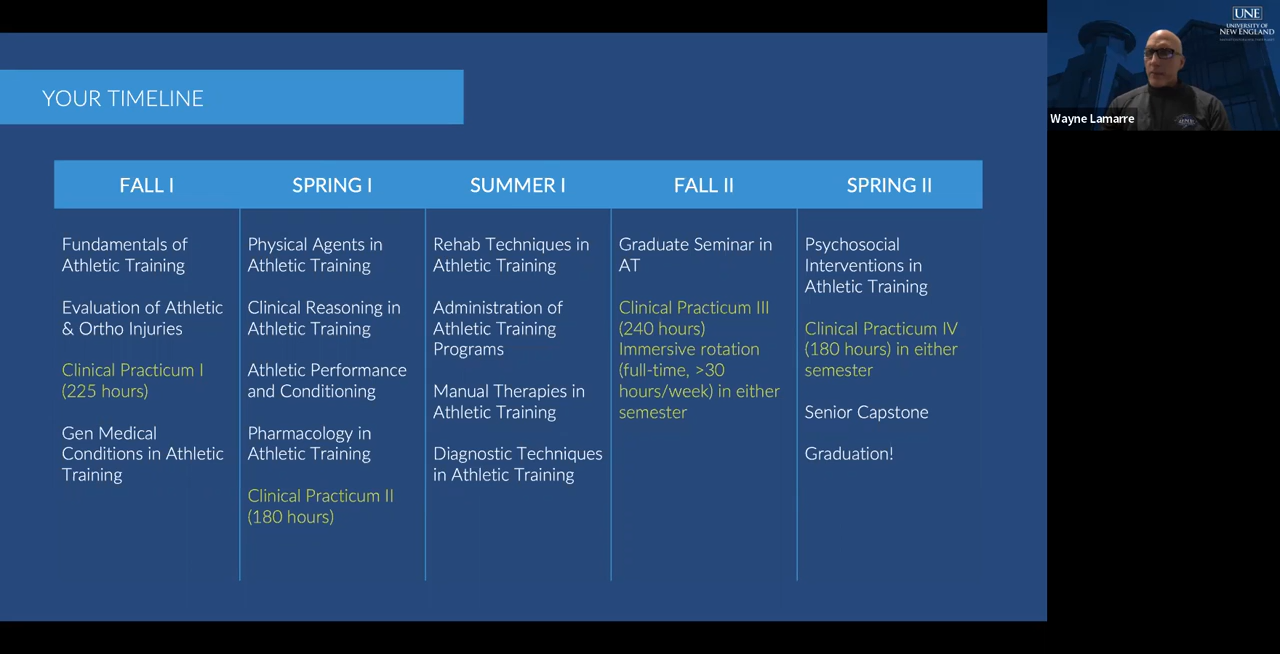 YOUR TIMELINE
FALL I
SPRING I
SUMMER I
FALL II
SPRING II
Fundamentals of
Athletic Training
Evaluation of Athletic
& Ortho Injuries
Clinical Practicum I
(225 hours)
Gen Medical
Conditions in Athletic
Training
Physical Agents in
Athletic Training
Clinical Reasoning in
Athletic Training
Athletic Performance
and Conditioning
Pharmacology in
Athletic Training
Clinical Practicum II
(180 hours)
Rehab Techniques in
Athletic Training
Administration of
Athletic Training
Programs
Manual Therapies in
Athletic Training
Diagnostic Techniques
in Athletic Training
Graduate Seminar in
AT
Clinical Practicum III
(240 hours)
Immersive rotation
(full-time, >30
hours/week) in either
semester
Psychosocial
Interventions in
Athletic Training
Clinical Practicum IV
(180 hours) in either
semester
Senior Capstone
Graduation!
UNE
UNIVERSITY OF
NEW ENGLAND
Wayne Lamarre